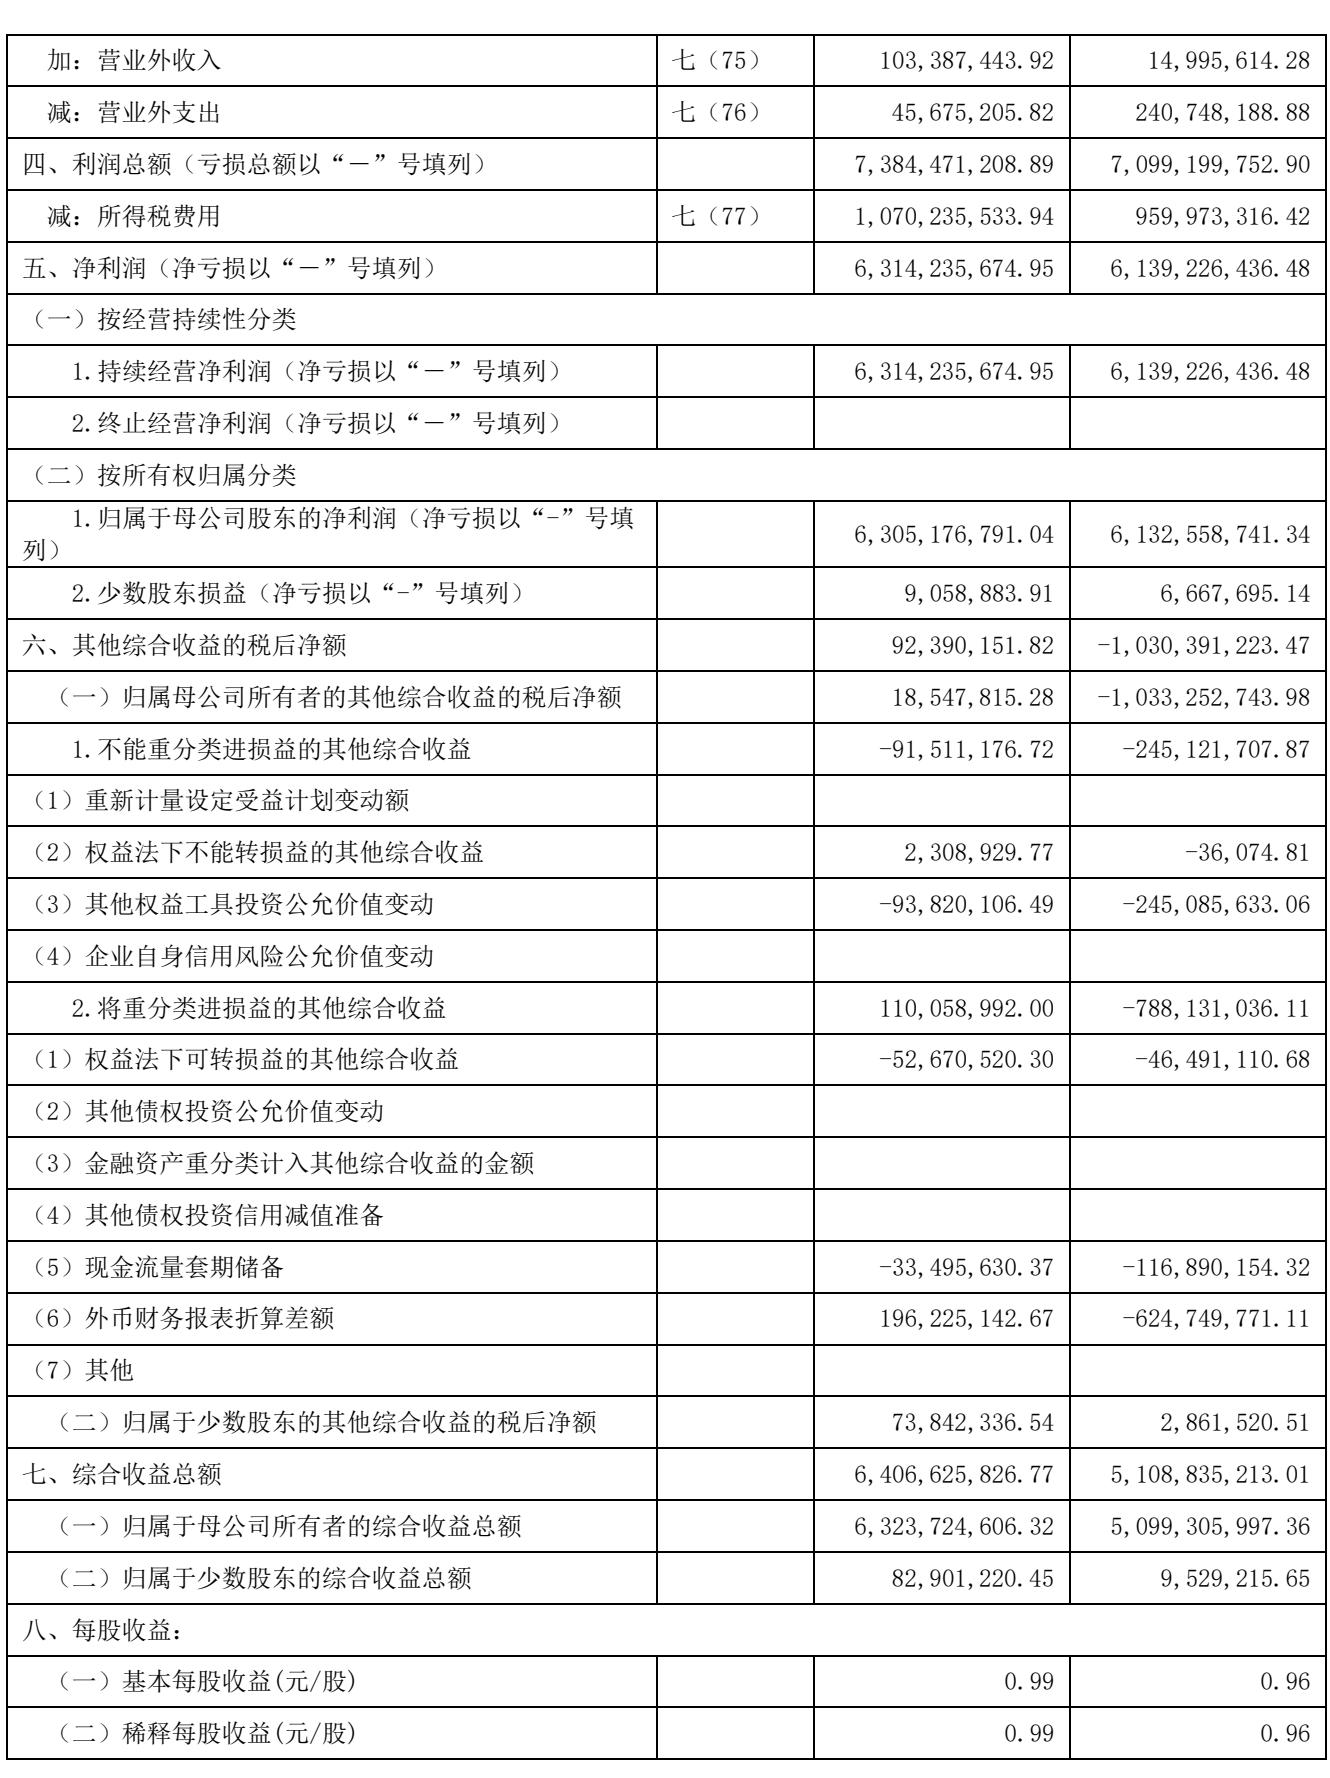 加：营业外收入 七（75） 103,387,443.92 14,995,614.28
减：营业外支出 七（76） 45,675,205.82 240,748,188.88
四、利润总额（亏损总额以“－”号填列） 7,384,471,208.89 7,099,199,752.90
减：所得税费用 七（77） 1,070,235,533.94 959,973,316.42
五、净利润（净亏损以“－”号填列） 6,314,235,674.95 6,139,226,436.48
（一）按经营持续性分类
1.持续经营净利润（净亏损以“－”号填列） 6,314,235,674.95 6,139,226,436.48
2.终止经营净利润（净亏损以“－”号填列）
（二）按所有权归属分类
1.归属于母公司股东的净利润（净亏损以“-”号填
列） 6,305,176,791.04 6,132,558,741.34
2.少数股东损益（净亏损以“-”号填列） 9,058,883.91 6,667,695.14
六、其他综合收益的税后净额 92,390,151.82 -1,030,391,223.47
（一）归属母公司所有者的其他综合收益的税后净额 18,547,815.28 -1,033,252,743.98
1.不能重分类进损益的其他综合收益 -91,511,176.72 -245,121,707.87
（1）重新计量设定受益计划变动额
（2）权益法下不能转损益的其他综合收益 2,308,929.77 -36,074.81
（3）其他权益工具投资公允价值变动 -93,820,106.49 -245,085,633.06
（4）企业自身信用风险公允价值变动
2.将重分类进损益的其他综合收益 110,058,992.00 -788,131,036.11
（1）权益法下可转损益的其他综合收益 -52,670,520.30 -46,491,110.68
（2）其他债权投资公允价值变动
（3）金融资产重分类计入其他综合收益的金额
（4）其他债权投资信用减值准备
（5）现金流量套期储备 -33,495,630.37 -116,890,154.32
（6）外币财务报表折算差额 196,225,142.67 -624,749,771.11
（7）其他
（二）归属于少数股东的其他综合收益的税后净额 73,842,336.54 2,861,520.51
七、综合收益总额 6,406,625,826.77 5,108,835,213.01
（一）归属于母公司所有者的综合收益总额 6,323,724,606.32 5,099,305,997.36
（二）归属于少数股东的综合收益总额 82,901,220.45 9,529,215.65
八、每股收益：
（一）基本每股收益(元/股) 0.99 0.96
（二）稀释每股收益(元/股) 0.99 0.96